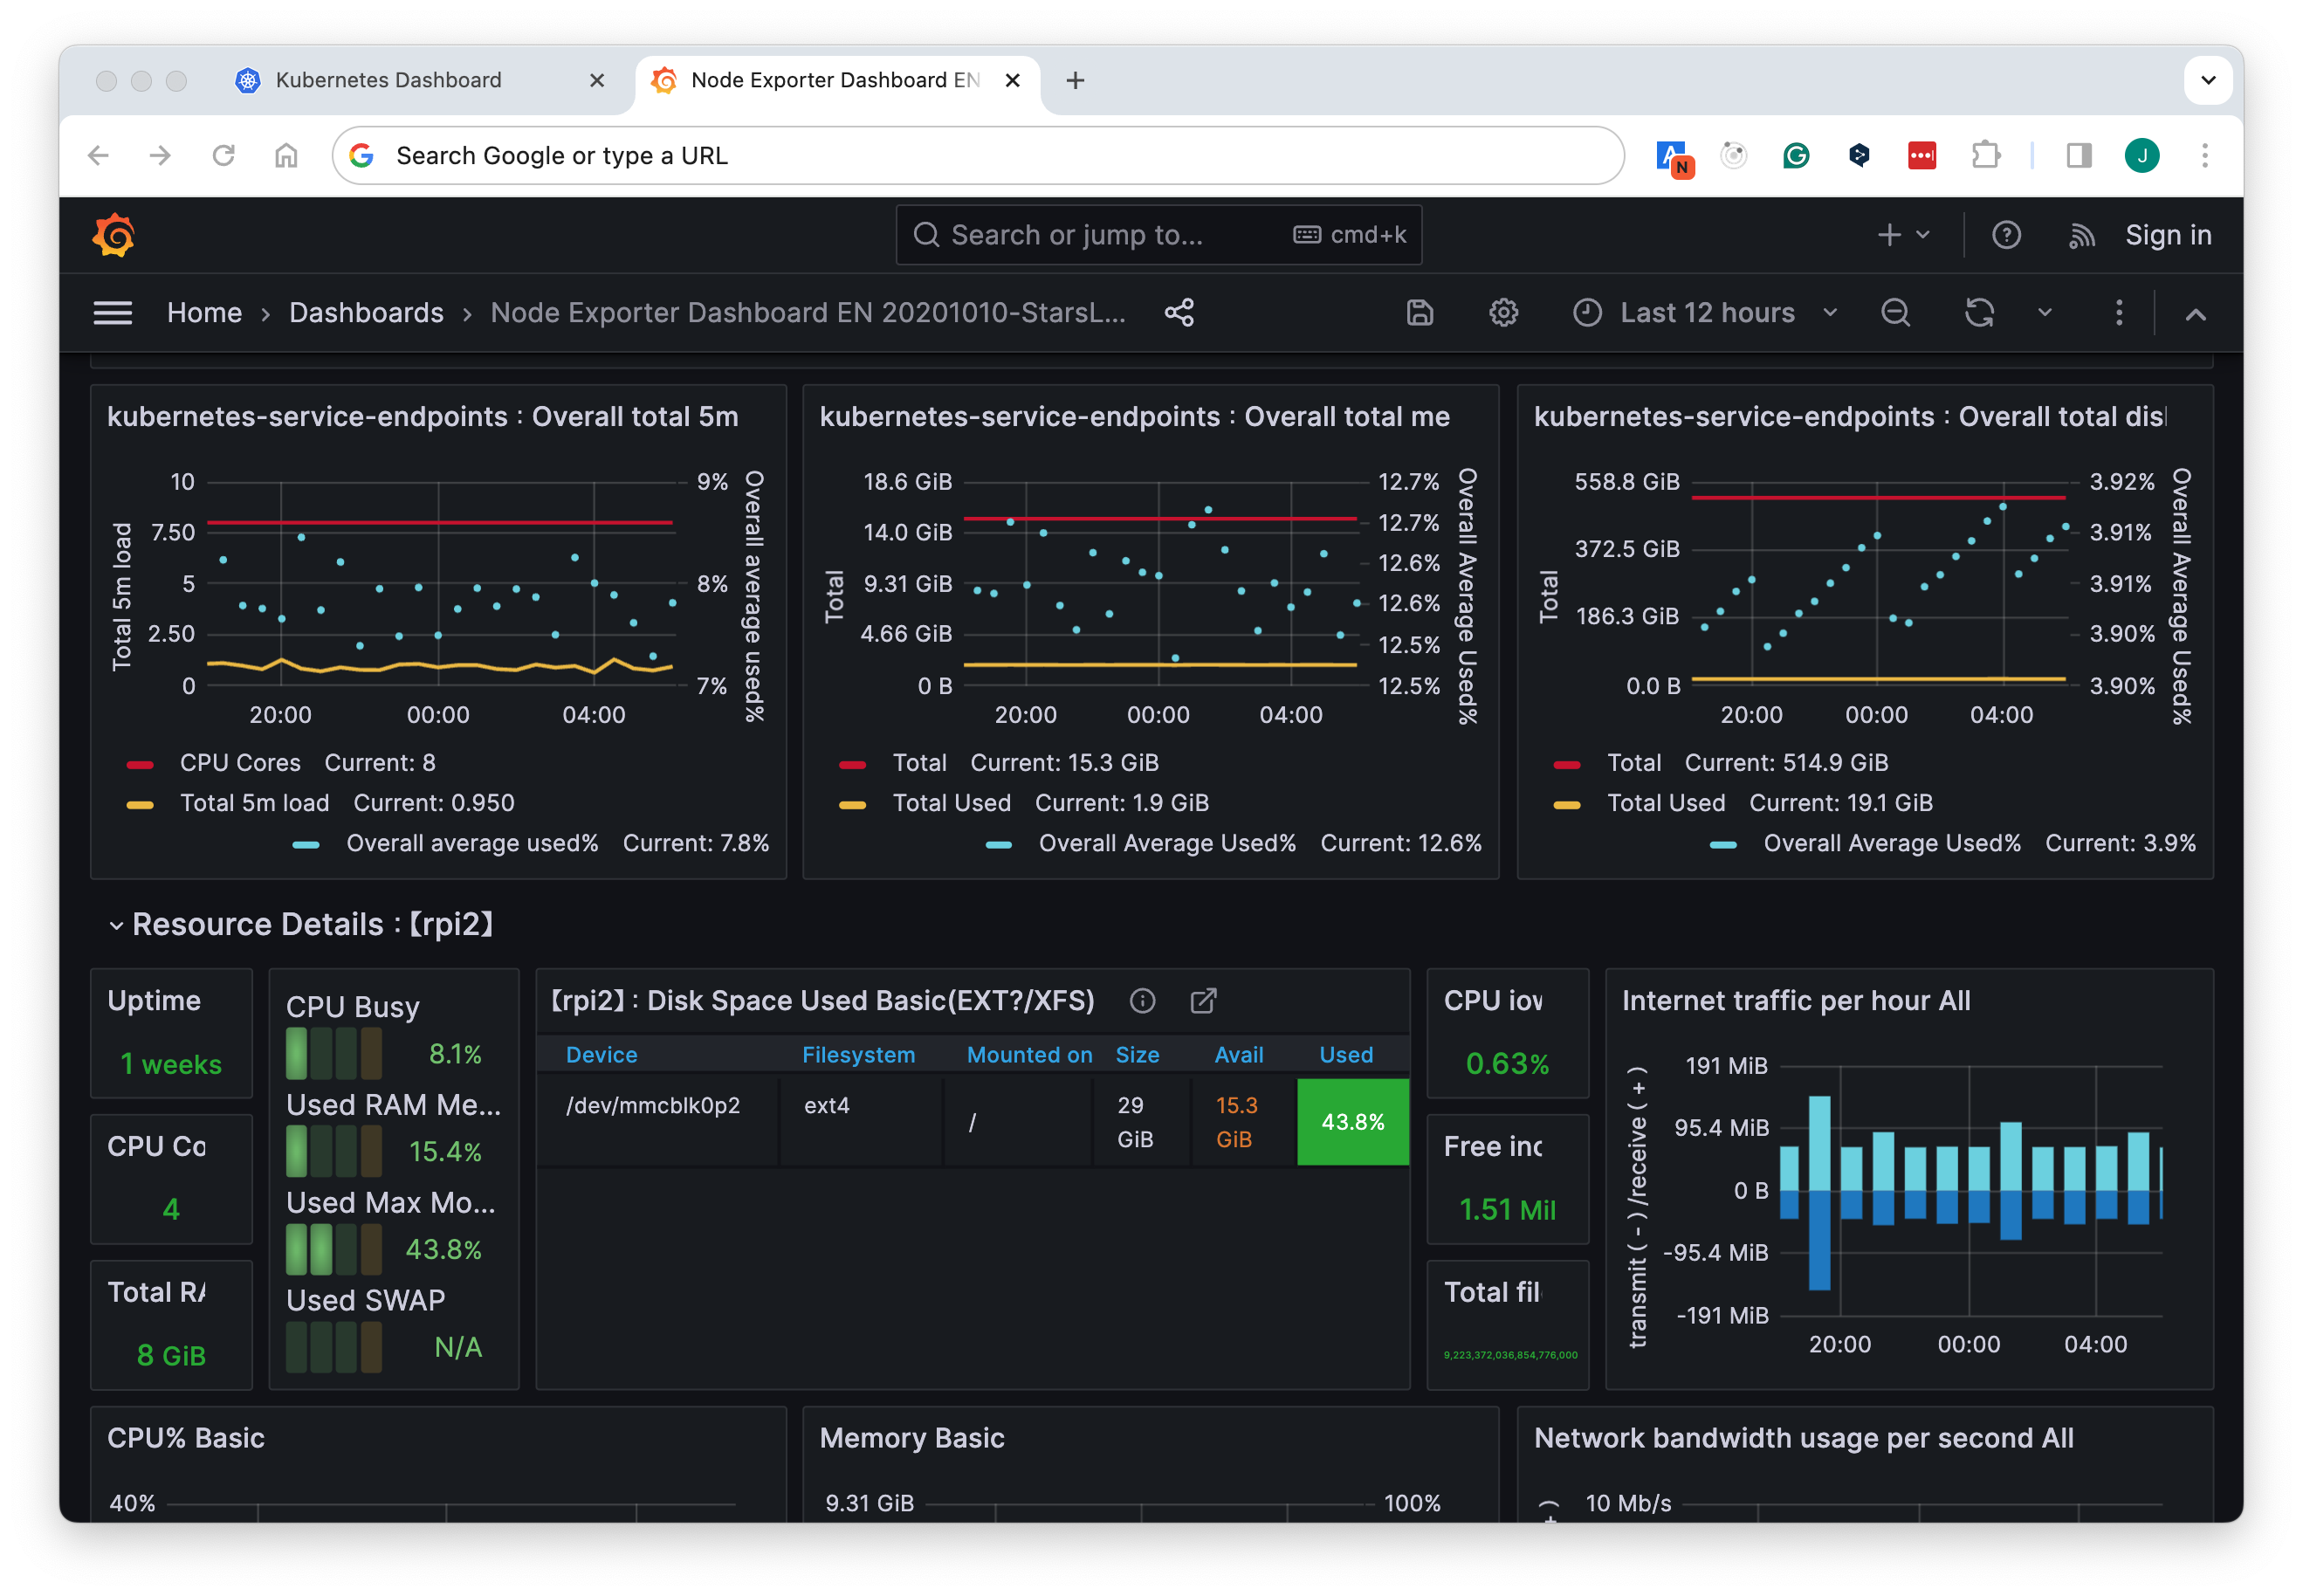 Kubernetes Dashboard
Node Exporter Dashboard EN
Search Google or type a URL
A N
J
Search or jump to...
cmd+k
Sign in
Home › Dashboards › Node Exporter Dashboard EN 20201010-StarsL...
Last 12 hours
kubernetes-service-endpoints : Overall total 5m
10
7.50
5
2.50
0
Total 5m load
9%
8%
7%
Overall average used%
20:00 00:00 04:00
CPU Cores Current: 8
Total 5m load Current: 0.950
Overall average used% Current: 7.8%
kubernetes-service-endpoints : Overall total me
18.6 GiB
14.0 GiB
9.31 GiB
4.66 GiB
0 B
Total
12.7%
12.7%
12.6%
12.6%
12.5%
12.5%
Overall Average Used%
20:00 00:00 04:00
Total Current: 15.3 GiB
Total Used Current: 1.9 GiB
Overall Average Used% Current: 12.6%
kubernetes-service-endpoints : Overall total dis
558.8 GiB
372.5 GiB
186.3 GiB
0.0 B
Total
3.92%
3.91%
3.91%
3.90%
3.90%
Overall Average Used%
20:00 00:00 04:00
Total Current: 514.9 GiB
Total Used Current: 19.1 GiB
Overall Average Used% Current: 3.9%
Resource Details :【rpi2】
Uptime
1 weeks
CPU Co
4
Total RA
8 GiB
CPU Busy
8.1%
Used RAM Me...
15.4%
Used Max Mo...
43.8%
Used SWAP
N/A
【rpi2】: Disk Space Used Basic(EXT?/XFS)
Device Filesystem Mounted on Size Avail Used
/dev/mmcblk0p2 ext4 / 29 GiB 15.3 GiB 43.8%
CPU iow
0.63%
Free ino
1.51 Mil
Total fil
9,223,372,036,854,776,000
Internet traffic per hour All
191 MiB
95.4 MiB
0 B
-95.4 MiB
-191 MiB
transmit ( - ) /receive ( + )
20:00 00:00 04:00
CPU% Basic
40%
Memory Basic
9.31 GiB
100%
Network bandwidth usage per second All
10 Mb/s